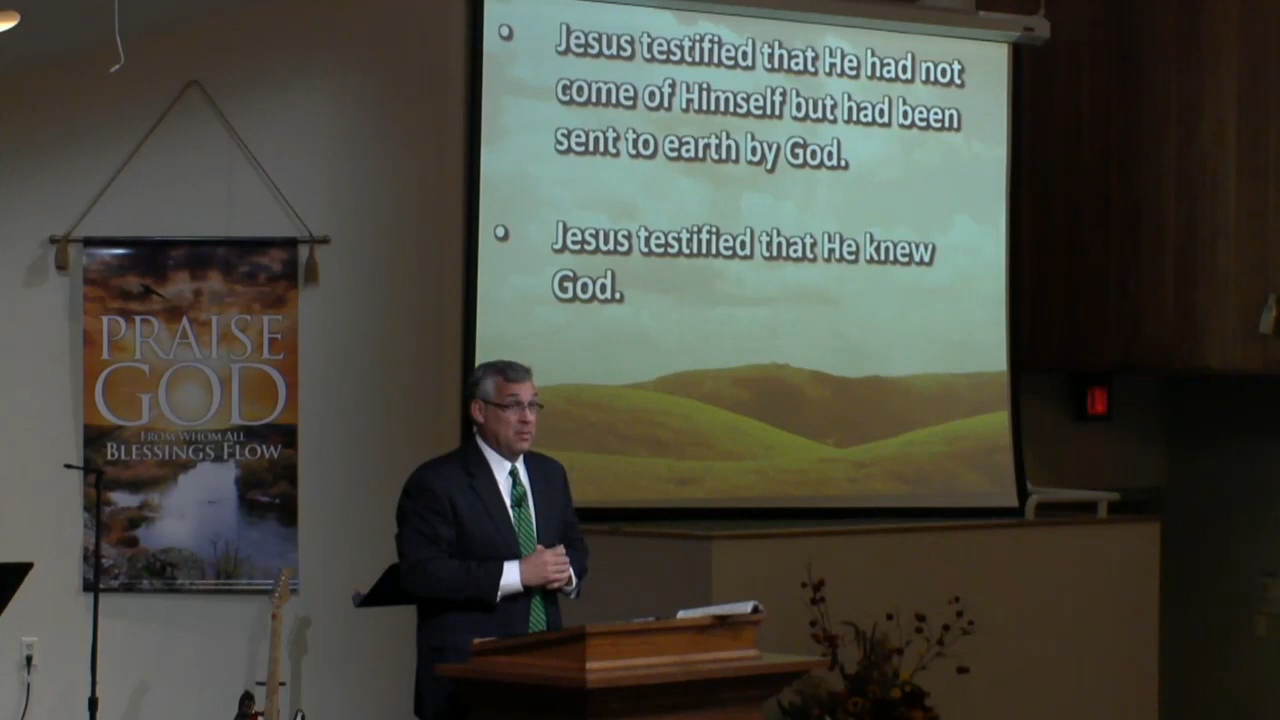 • Jesus testified that He had not
come of Himself but had been
sent to earth by God.
• Jesus testified that He knew
God.
PRAISE
GOD
FROM WHOM ALL
BLESSINGS FLOW